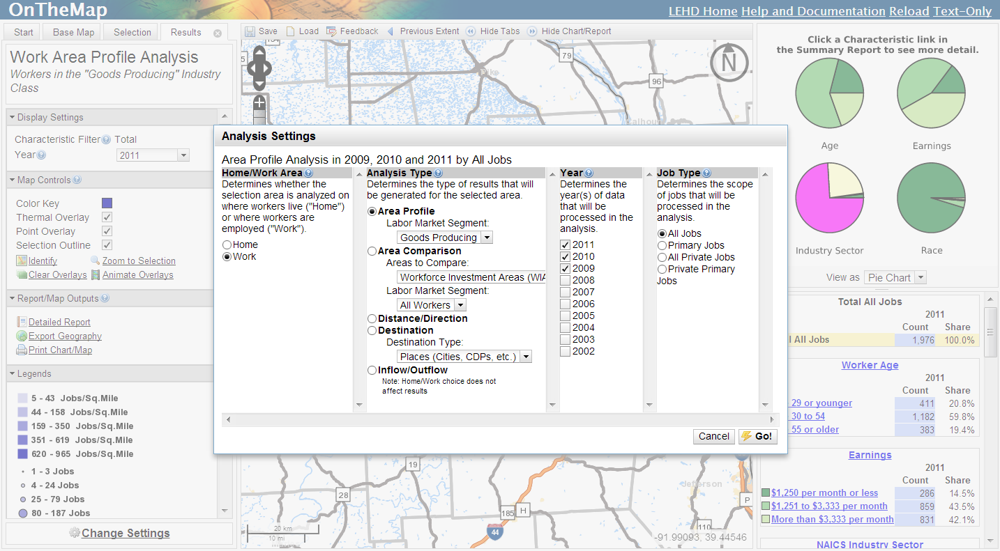 OnTheMap
LEHD Home Help and Documentation Reload Text-Only
Start
Base Map
Selection
Results
Save
Load
Feedback
Previous Extent
Hide Tabs
Hide Chart/Report
Work Area Profile Analysis
Workers in the "Goods Producing" Industry
Class
Display Settings
Characteristic Filter Total
Year 2011
Map Controls
Color Key
Thermal Overlay
Point Overlay
Selection Outline
Identify
Zoom to Selection
Clear Overlays
Animate Overlays
Report/Map Outputs
Detailed Report
Export Geography
Print Chart/Map
Legends
5 - 43 Jobs/Sq.Mile
44 - 158 Jobs/Sq.Mile
159 - 350 Jobs/Sq.Mile
351 - 619 Jobs/Sq.Mile
620 - 965 Jobs/Sq.Mile
1 - 3 Jobs
4 - 24 Jobs
25 - 79 Jobs
80 - 187 Jobs
Change Settings
79
N
96
Calhoun
Analysis Settings
Area Profile Analysis in 2009, 2010 and 2011 by All Jobs
Home/Work Area
Determines whether the
selection area is analyzed on
where workers live ("Home")
or where workers are
employed ("Work").
Home
Work
Analysis Type
Determines the type of results that will
be generated for the selected area.
Area Profile
Labor Market Segment:
Goods Producing
Area Comparison
Areas to Compare:
Workforce Investment Areas (WIA
Labor Market Segment:
All Workers
Distance/Direction
Destination
Destination Type:
Places (Cities, CDPs, etc.)
Inflow/Outflow
Note: Home/Work choice does not
affect results
Year
Determines the
year(s) of data
that will be
processed in the
analysis.
2011
2010
2009
2008
2007
2006
2005
2004
2003
2002
Job Type
Determines the scope
of jobs that will be
processed in the
analysis.
All Jobs
Primary Jobs
All Private Jobs
Private Primary
Jobs
Cancel
Go!
19
28
185
H
44
Jefferson
P
110
20 km
10 mi
-91.99093, 39.44546
Click a Characteristic link in
the Summary Report to see more detail.
Age
Earnings
Industry Sector
Race
View as Pie Chart
Total All Jobs
2011
Count Share
All Jobs 1,976 100.0%
Worker Age
2011
Count Share
29 or younger 411 20.8%
30 to 54 1,182 59.8%
55 or older 383 19.4%
Earnings
2011
Count Share
$1,250 per month or less 286 14.5%
$1,251 to $3,333 per month 859 43.5%
More than $3,333 per month 831 42.1%
NAICS Industry Sector